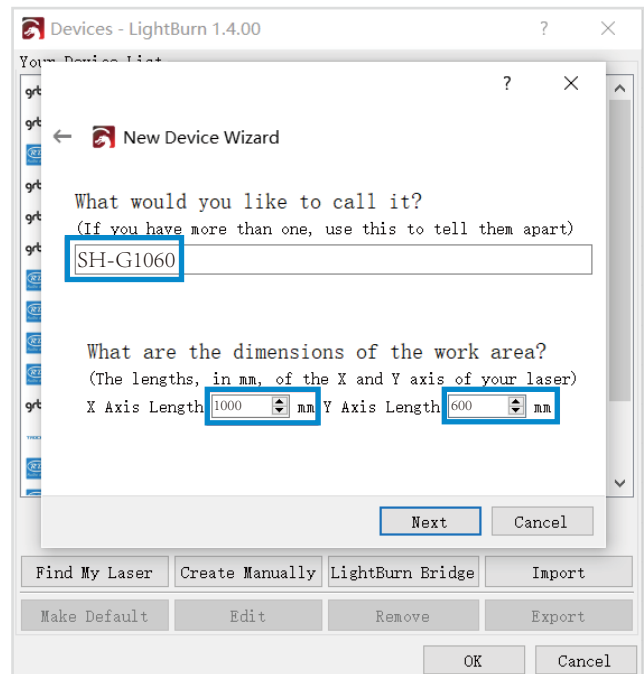 Devices - LightBurn 1.4.00
?
Your Device List
?
New Device Wizard
What would you like to call it?
(If you have more than one, use this to tell them apart)
SH-G1060
What are the dimensions of the work area?
(The lengths, in mm, of the X and Y axis of your laser)
X Axis Length 1000 mm Y Axis Length 600 mm
Next Cancel
Find My Laser Create Manually LightBurn Bridge Import
Make Default Edit Remove Export
OK Cancel